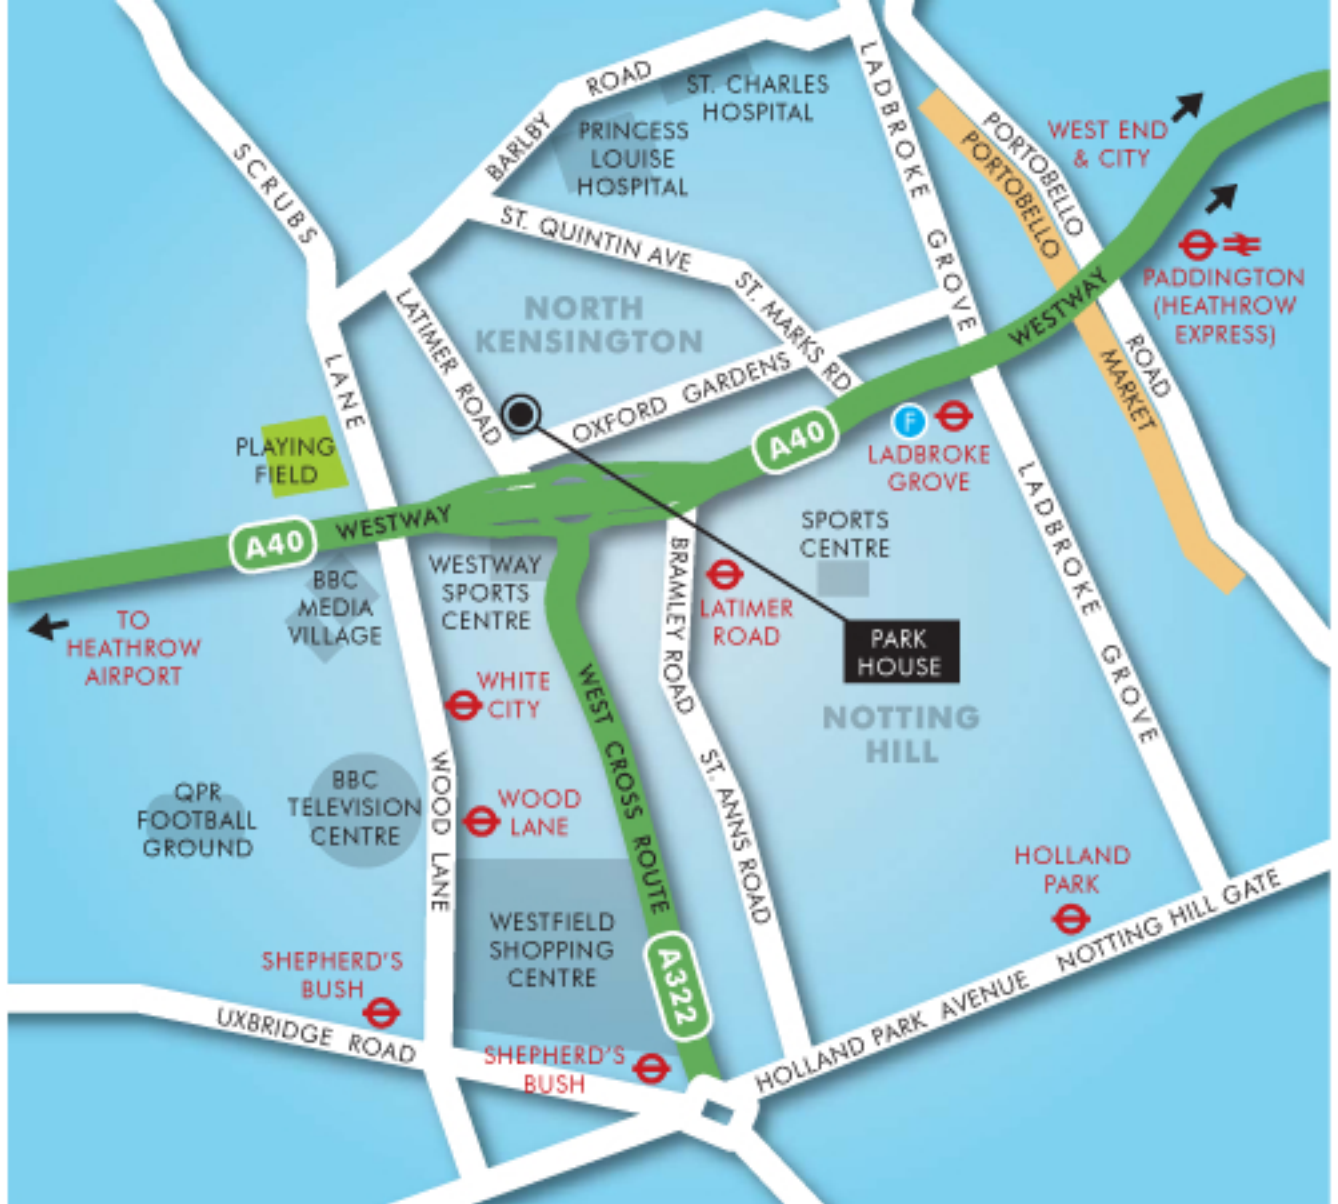 BARLBY ROAD
ST. CHARLES
HOSPITAL
PRINCESS
LOUISE
HOSPITAL
LADBROKE GROVE
PORTOBELLO ROAD
PORTOBELLO MARKET
WEST END
& CITY
PADDINGTON
(HEATHROW
EXPRESS)
SCRUBS LANE
ST. QUINTIN AVE
ST. MARKS RD
NORTH
KENSINGTON
LATIMER ROAD
OXFORD GARDENS
WESTWAY
A40
F
LADBROKE
GROVE
PLAYING
FIELD
A40
WESTWAY
TO
HEATHROW
AIRPORT
BBC
MEDIA
VILLAGE
WESTWAY
SPORTS
CENTRE
SPORTS
CENTRE
BRAMLEY ROAD
LATIMER
ROAD
PARK
HOUSE
LADBROKE GROVE
NOTTING
HILL
WHITE
CITY
WEST CROSS ROUTE
QPR
FOOTBALL
GROUND
BBC
TELEVISION
CENTRE
WOOD LANE
WOOD
LANE
ST. ANNS ROAD
WESTFIELD
SHOPPING
CENTRE
A322
HOLLAND
PARK
SHEPHERD'S
BUSH
UXBRIDGE ROAD
SHEPHERD'S
BUSH
HOLLAND PARK AVENUE
NOTTING HILL GATE